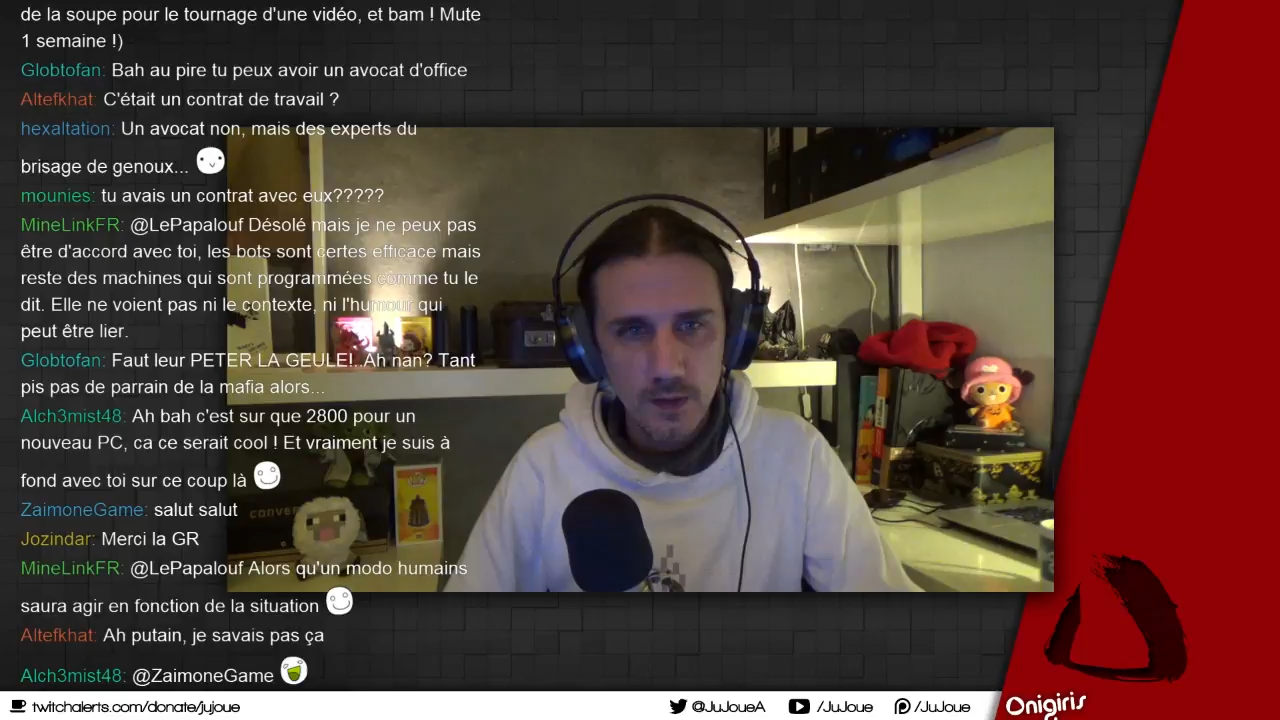 de la soupe pour le tournage d'une vidéo, et bam ! Mute
1 semaine !)
Globtofan: Bah au pire tu peux avoir un avocat d'office
Altefkhat: C'était un contrat de travail ?
hexaltation: Un avocat non, mais des experts du
brisage de genoux...
mounies: tu avais un contrat avec eux?????
MineLinkFR: @LePapalouf Désolé mais je ne peux pas
être d'accord avec toi, les bots sont certes efficace mais
reste des machines qui sont programmées comme tu le
dit. Elle ne voient pas ni le contexte, ni l'humour qui
peut être lier.
Globtofan: Faut leur PETER LA GEULE!. Ah nan? Tant
pis pas de parrain de la mafia alors...
Alch3mist48: Ah bah c'est sur que 2800 pour un
nouveau PC, ca ce serait cool ! Et vraiment je suis à
fond avec toi sur ce coup là
ZaimoneGame: salut salut
Jozindar: Merci la GR
MineLinkFR: @LePapalouf Alors qu'un modo humains
saura agir en fonction de la situation
Altefkhat: Ah putain, je savais pas ça
Alch3mist48: @ZaimoneGame
twitchalerts.com/donate/jujoue
@JuJoueA
/JuJoue
/JuJoue
Onigiris